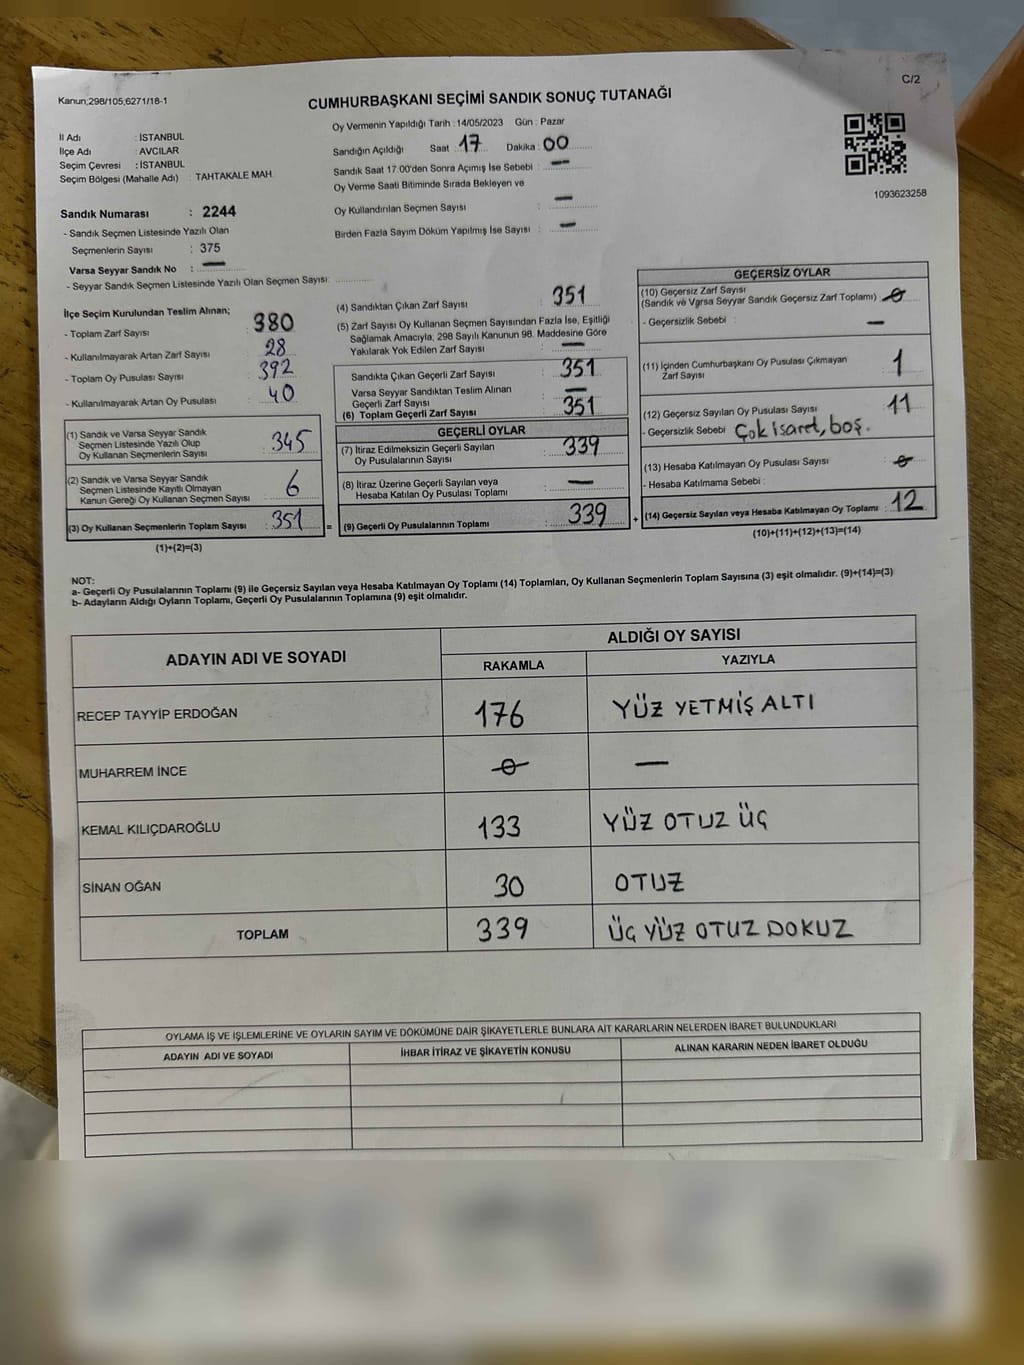 Kanun;298/105;6271/18-1
C/2
CUMHURBAŞKANI SEÇİMİ SANDIK SONUÇ TUTANAĞI
İl Adı : İSTANBUL
İlçe Adı : AVCILAR
Seçim Çevresi : İSTANBUL
Seçim Bölgesi (Mahalle Adı) : TAHTAKALE MAH.
Sandık Numarası : 2244
- Sandık Seçmen Listesinde Yazılı Olan
Seçmenlerin Sayısı : 375
Varsa Seyyar Sandık No : —
- Seyyar Sandık Seçmen Listesinde Yazılı Olan Seçmen Sayısı:
Oy Vermenin Yapıldığı Tarih : 14/05/2023 Gün : Pazar
Sandığın Açıldığı Saat : 17 Dakika : 00
Sandık Saat 17.00'den Sonra Açımış İse Sebebi : —
Oy Verme Saati Bitiminde Sırada Bekleyen ve
Oy Kullandırılan Seçmen Sayısı : —
Birden Fazla Sayım Döküm Yapılmış İse Sayısı : —
1093623258
İlçe Seçim Kurulundan Teslim Alınan;
- Toplam Zarf Sayısı : 380
- Kullanılmayarak Artan Zarf Sayısı : 28
- Toplam Oy Pusulası Sayısı : 392
- Kullanılmayarak Artan Oy Pusulası : 40
(1) Sandık ve Varsa Seyyar Sandık
Seçmen Listesinde Yazılı Olup
Oy Kullanan Seçmenlerin Sayısı : 345
(2) Sandık ve Varsa Seyyar Sandık
Seçmen Listesinde Kayıtlı Olmayan
Kanun Gereği Oy Kullanan Seçmen Sayısı : 6
(3) Oy Kullanan Seçmenlerin Toplam Sayısı : 351 =
(1)+(2)=(3)
(4) Sandıktan Çıkan Zarf Sayısı : 351
(5) Zarf Sayısı Oy Kullanan Seçmen Sayısından Fazla İse, Eşitliği
Sağlamak Amacıyla, 298 Sayılı Kanunun 98. Maddesine Göre
Yakılarak Yok Edilen Zarf Sayısı : —
Sandıkta Çıkan Geçerli Zarf Sayısı : 351
Varsa Seyyar Sandıktan Teslim Alınan
Geçerli Zarf Sayısı : —
(6) Toplam Geçerli Zarf Sayısı : 351
GEÇERLİ OYLAR
(7) İtiraz Edilmeksizin Geçerli Sayılan
Oy Pusulalarının Sayısı : 339
(8) İtiraz Üzerine Geçerli Sayılan veya
Hesaba Katılan Oy Pusulası Toplamı : —
(9) Geçerli Oy Pusulalarının Toplamı : 339 +
GEÇERSİZ OYLAR
(10) Geçersiz Zarf Sayısı
(Sandık ve Varsa Seyyar Sandık Geçersiz Zarf Toplamı) : 0
- Geçersizlik Sebebi : —
(11) İçinden Cumhurbaşkanı Oy Pusulası Çıkmayan
Zarf Sayısı : 1
(12) Geçersiz Sayılan Oy Pusulası Sayısı : 11
- Geçersizlik Sebebi : Çok işaret, boş.
(13) Hesaba Katılmayan Oy Pusulası Sayısı : 0
- Hesaba Katılmama Sebebi :
(14) Geçersiz Sayılan veya Hesaba Katılmayan Oy Toplamı : 12
(10)+(11)+(12)+(13)=(14)
NOT:
a- Geçerli Oy Pusulalarının Toplamı (9) ile Geçersiz Sayılan veya Hesaba Katılmayan Oy Toplamı (14) Toplamları, Oy Kullanan Seçmenlerin Toplam Sayısına (3) eşit olmalıdır. (9)+(14)=(3)
b- Adayların Aldığı Oyların Toplamı, Geçerli Oy Pusulalarının Toplamına (9) eşit olmalıdır.
ADAYIN ADI VE SOYADI ALDIĞI OY SAYISI
RAKAMLA YAZIYLA
RECEP TAYYİP ERDOĞAN 176 YÜZ YETMİŞ ALTI
MUHARREM İNCE 0 —
KEMAL KILIÇDAROĞLU 133 YÜZ OTUZ ÜÇ
SİNAN OĞAN 30 OTUZ
TOPLAM 339 ÜÇ YÜZ OTUZ DOKUZ
OYLAMA İŞ VE İŞLEMLERİNE VE OYLARIN SAYIM VE DÖKÜMÜNE DAİR ŞİKAYETLERLE BUNLARA AİT KARARLARIN NELERDEN İBARET BULUNDUKLARI
ADAYIN ADI VE SOYADI İHBAR İTİRAZ VE ŞİKAYETİN KONUSU ALINAN KARARIN NEDEN İBARET OLDUĞU